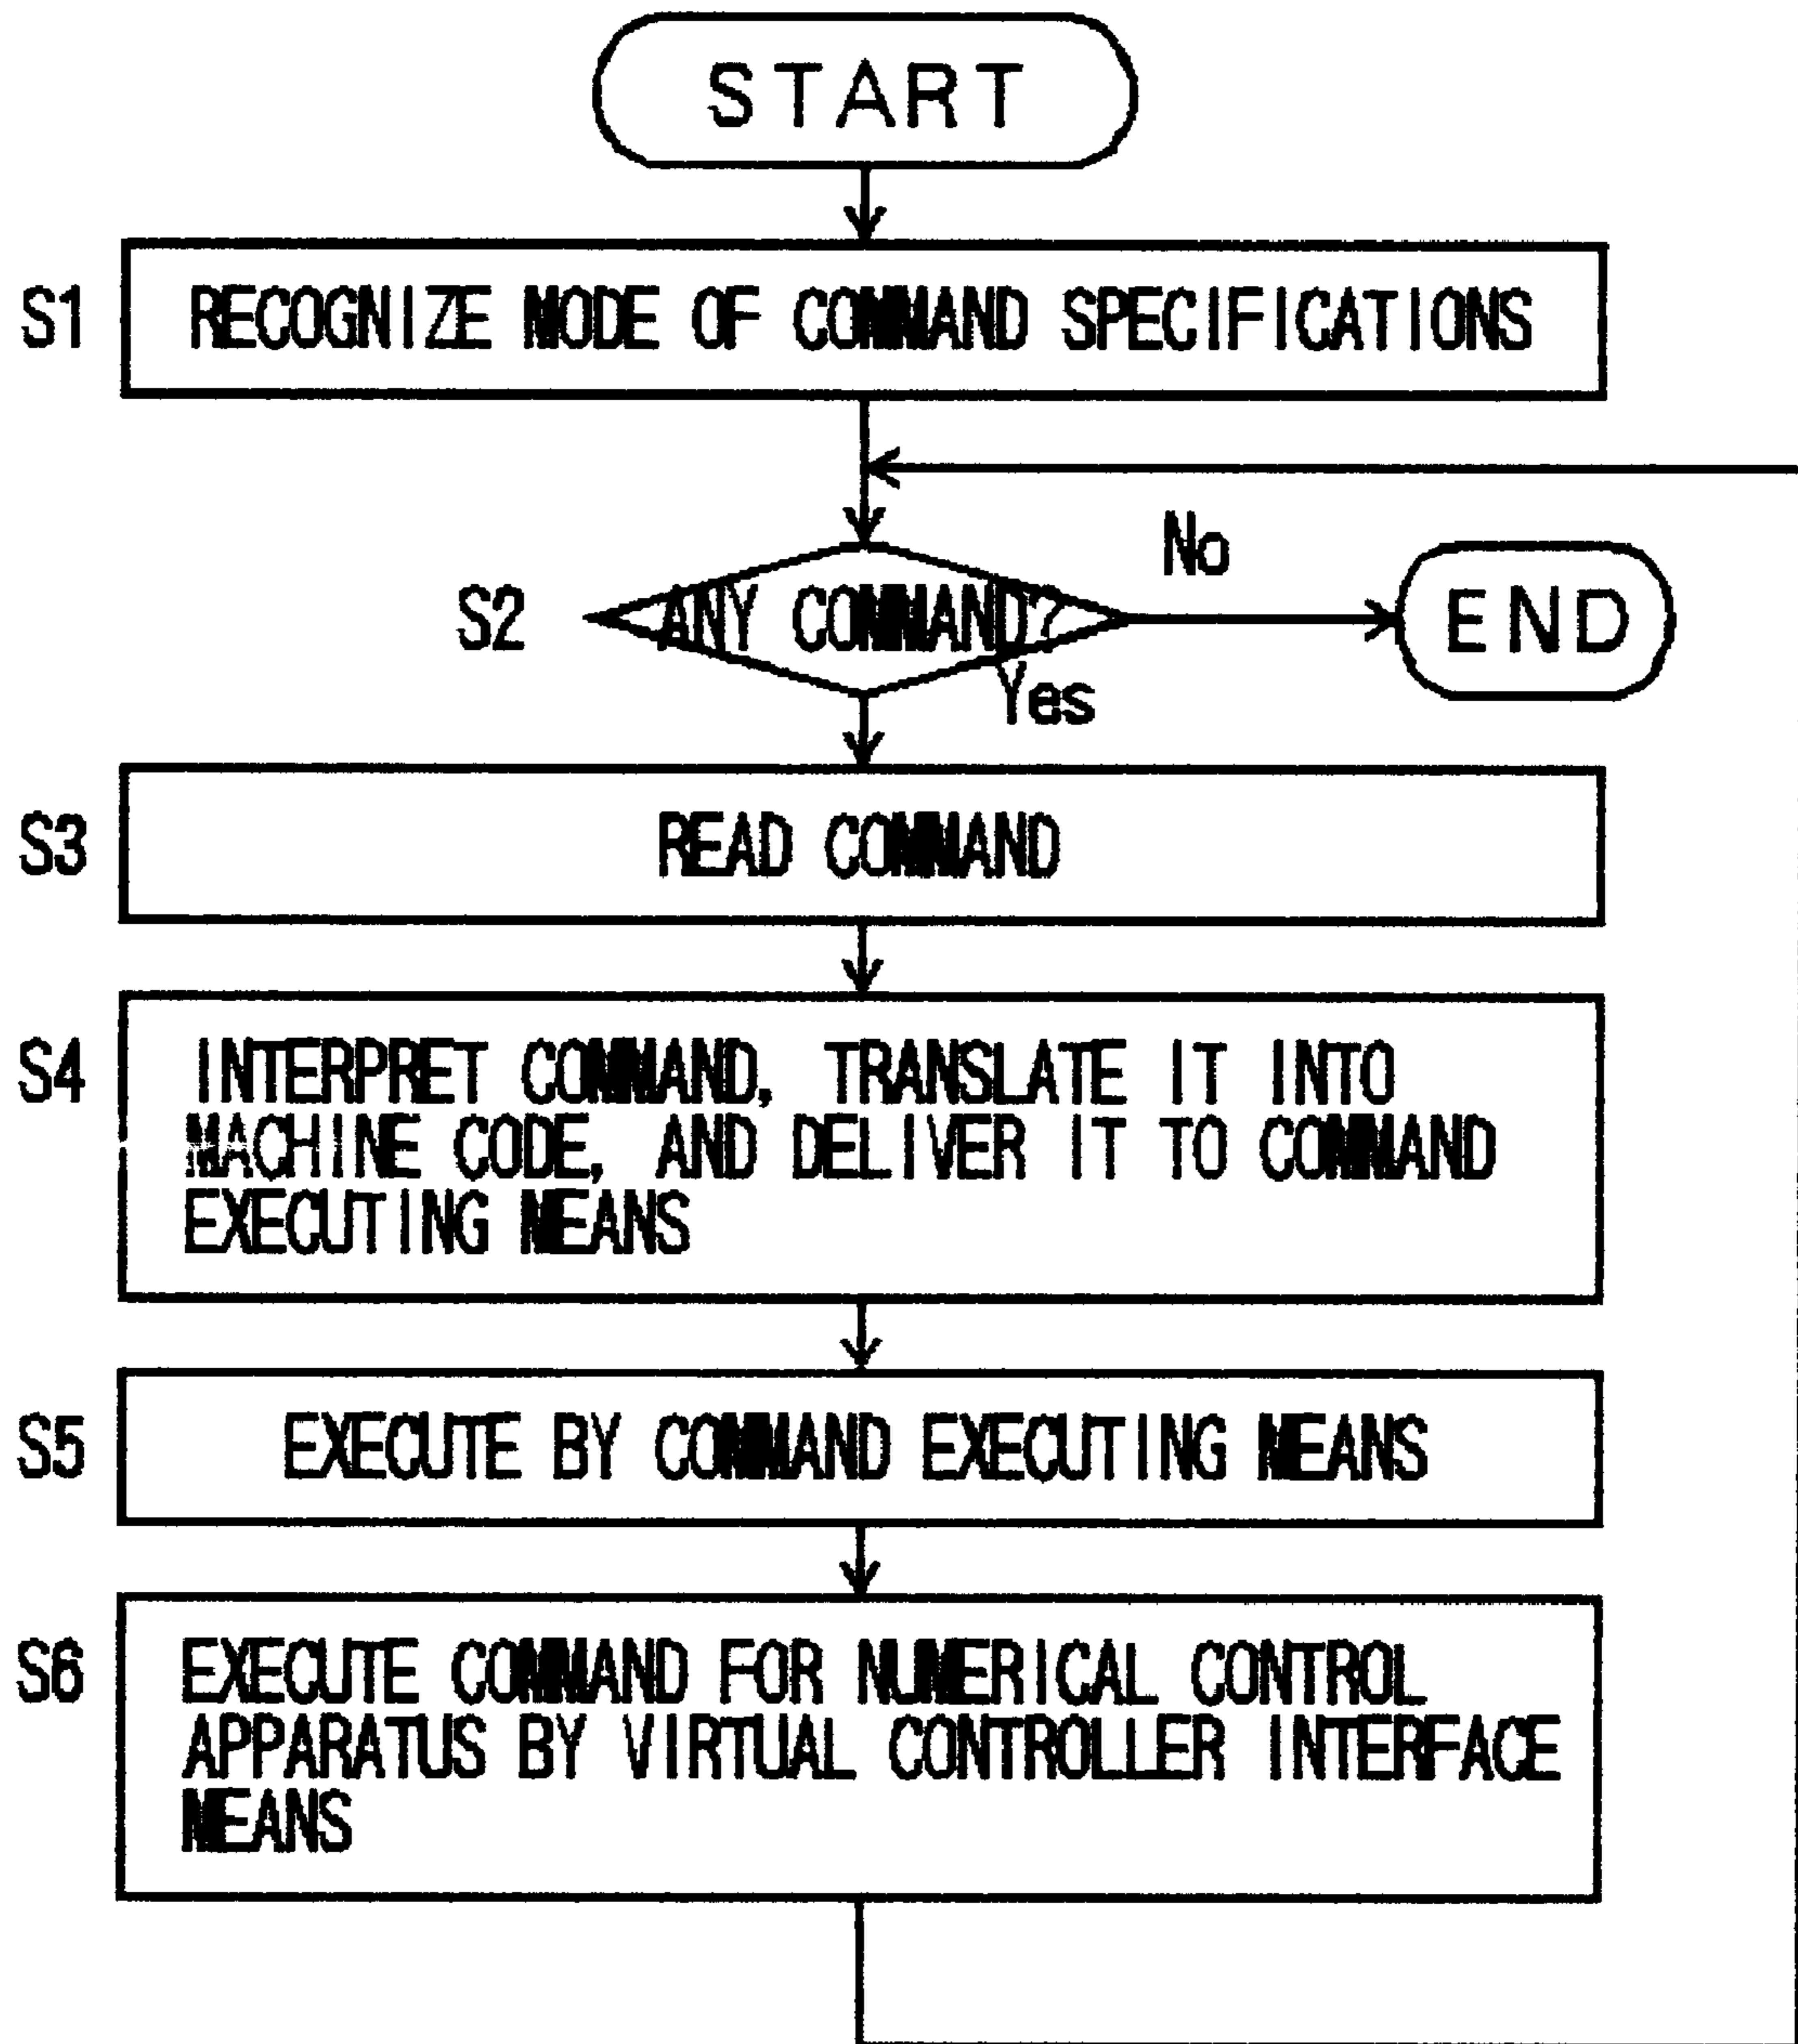 START
S1 RECOGNIZE MODE OF COMMAND SPECIFICATIONS
No
S2 ANY COMMAND? END
Yes
S3 READ COMMAND
S4 INTERPRET COMMAND, TRANSLATE IT INTO
MACHINE CODE, AND DELIVER IT TO COMMAND
EXECUTING MEANS
S5 EXECUTE BY COMMAND EXECUTING MEANS
S6 EXECUTE COMMAND FOR NUMERICAL CONTROL
APPARATUS BY VIRTUAL CONTROLLER INTERFACE
MEANS